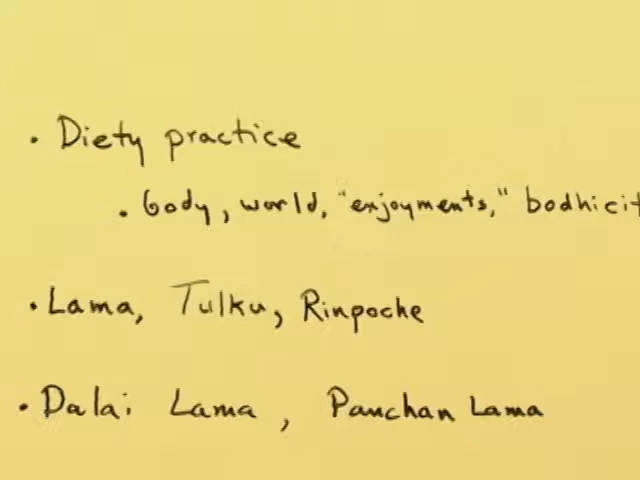 • Diety practice
• body, world, "enjoyments," bodhicit
• Lama, Tulku, Rinpoche
• Dalai Lama, Panchan Lama